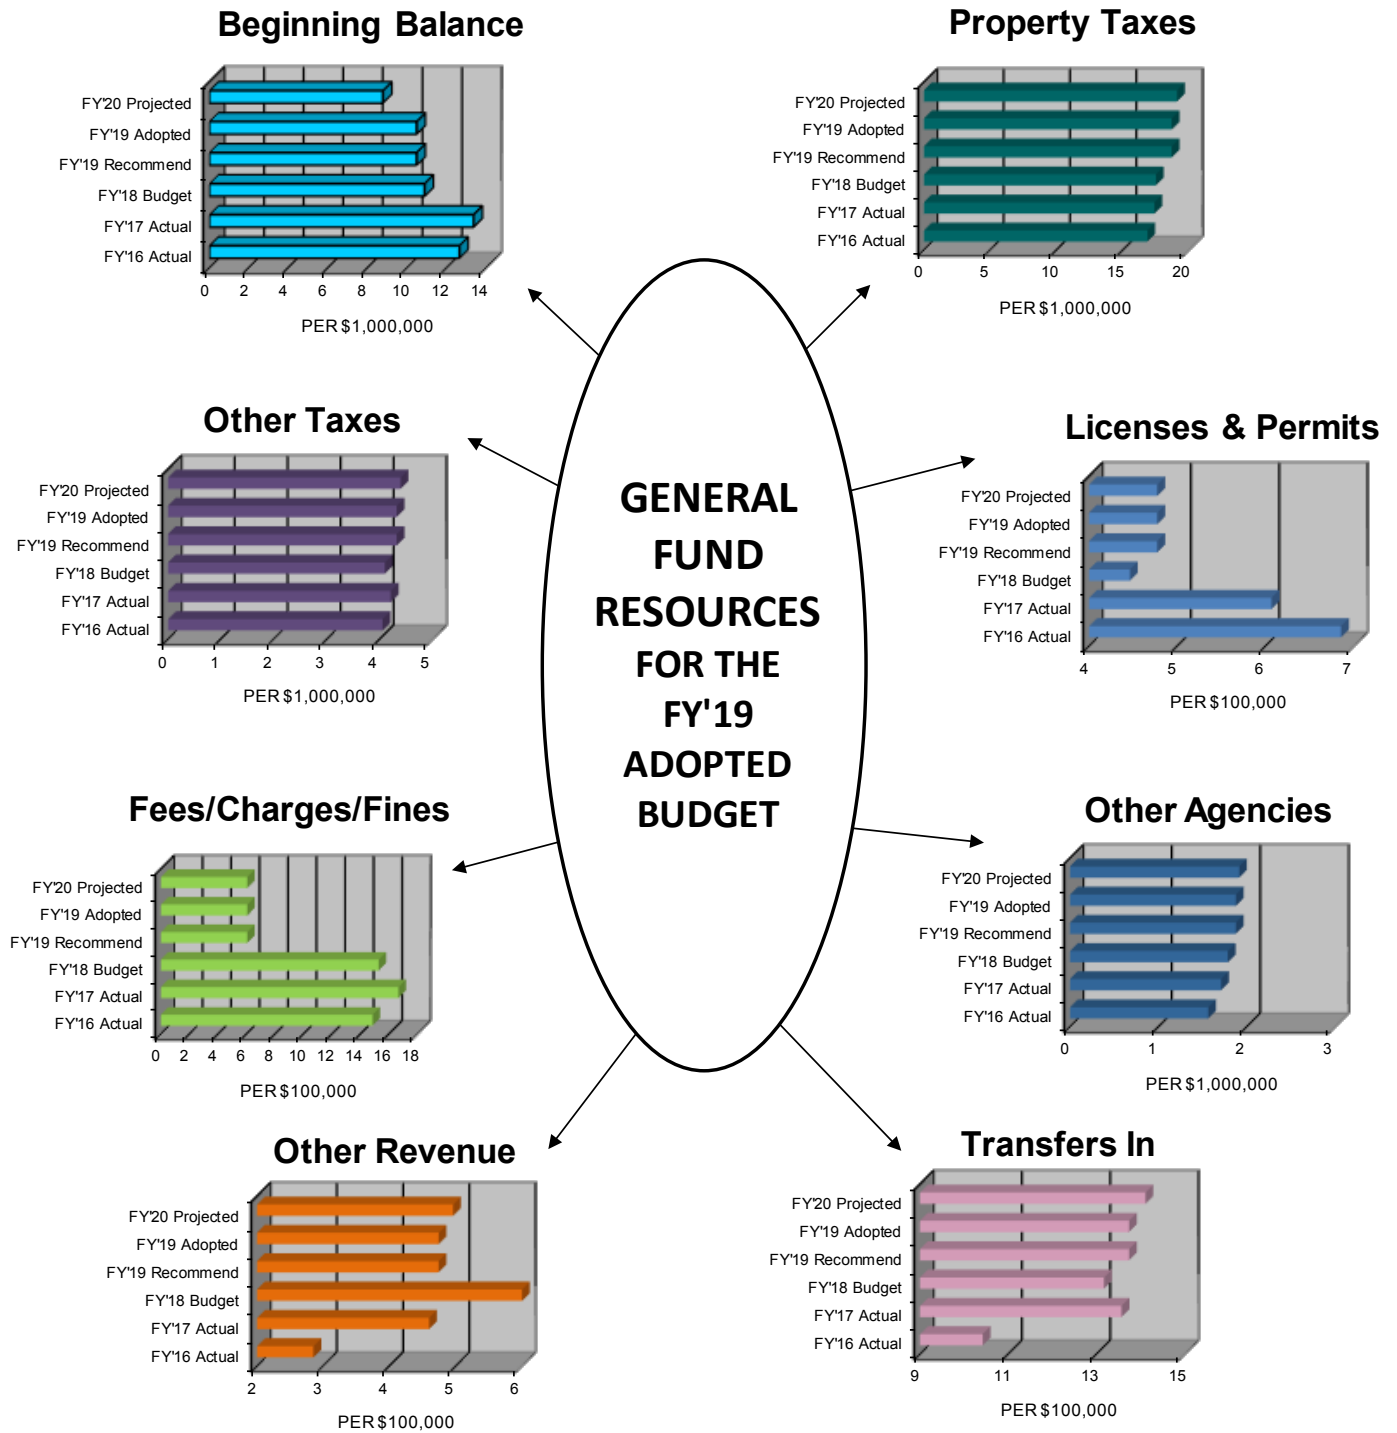 Beginning Balance
FY'20 Projected
FY'19 Adopted
FY'19 Recommend
FY'18 Budget
FY'17 Actual
FY'16 Actual
0 2 4 6 8 10 12 14
PER $1,000,000
Property Taxes
FY'20 Projected
FY'19 Adopted
FY'19 Recommend
FY'18 Budget
FY'17 Actual
FY'16 Actual
0 5 10 15 20
PER $1,000,000
Other Taxes
FY'20 Projected
FY'19 Adopted
FY'19 Recommend
FY'18 Budget
FY'17 Actual
FY'16 Actual
0 1 2 3 4 5
PER $1,000,000
GENERAL
FUND
RESOURCES
FOR THE
FY'19
ADOPTED
BUDGET
Licenses & Permits
FY'20 Projected
FY'19 Adopted
FY'19 Recommend
FY'18 Budget
FY'17 Actual
FY'16 Actual
4 5 6 7
PER $100,000
Fees/Charges/Fines
FY'20 Projected
FY'19 Adopted
FY'19 Recommend
FY'18 Budget
FY'17 Actual
FY'16 Actual
0 2 4 6 8 10 12 14 16 18
PER $100,000
Other Agencies
FY'20 Projected
FY'19 Adopted
FY'19 Recommend
FY'18 Budget
FY'17 Actual
FY'16 Actual
0 1 2 3
PER $1,000,000
Other Revenue
FY'20 Projected
FY'19 Adopted
FY'19 Recommend
FY'18 Budget
FY'17 Actual
FY'16 Actual
2 3 4 5 6
PER $100,000
Transfers In
FY'20 Projected
FY'19 Adopted
FY'19 Recommend
FY'18 Budget
FY'17 Actual
FY'16 Actual
9 11 13 15
PER $100,000